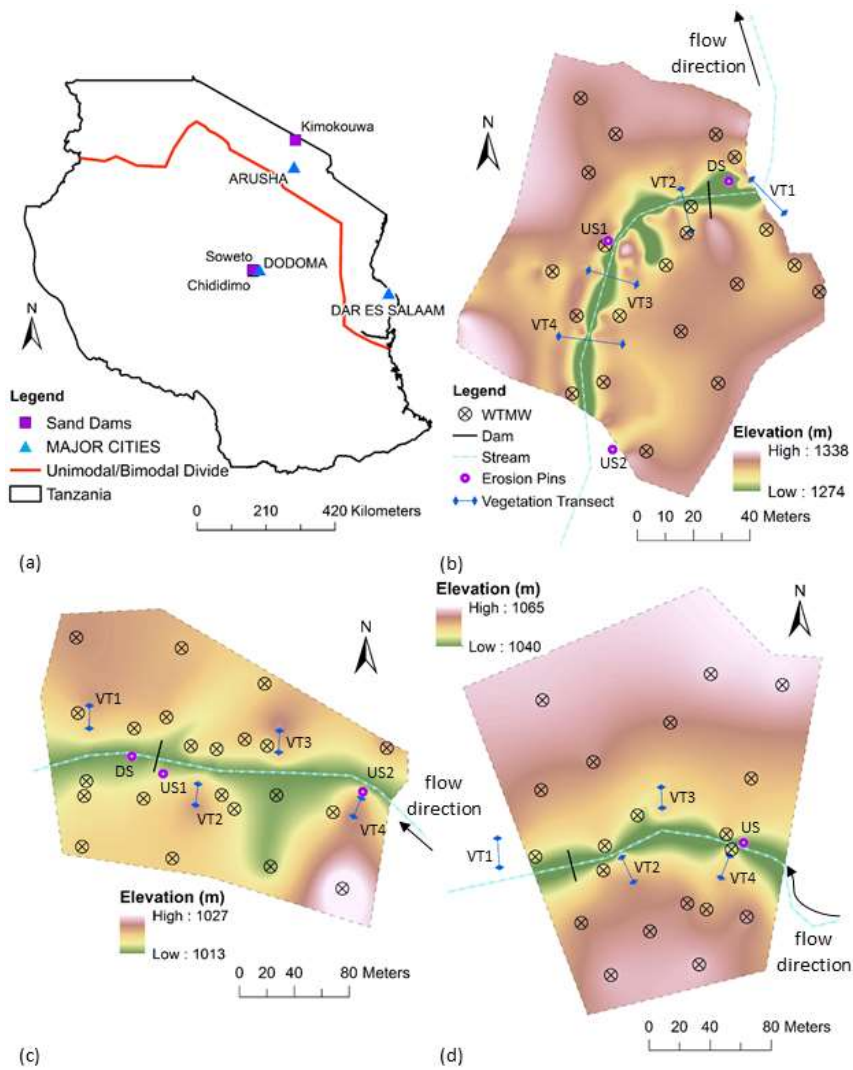 Kimokouwa
ARUSHA
Soweto
DODOMA
Chididimo
DAR ES SALAAM
N
Legend
Sand Dams
MAJOR CITIES
Unimodal/Bimodal Divide
Tanzania
0 210 420 Kilometers
(a)
flow
direction
N
DS
VT1
VT2
US1
VT3
VT4
US2
Legend
WTMW
Dam
Stream
Erosion Pins
Vegetation Transect
Elevation (m)
High : 1338
Low : 1274
0 10 20 40 Meters
(b)
N
VT1
VT3
DS
US1
VT2
US2
VT4
flow
direction
Elevation (m)
High : 1027
Low : 1013
0 20 40 80 Meters
(c)
Elevation (m)
High : 1065
Low : 1040
N
VT3
VT1
US
VT2
VT4
flow
direction
0 20 40 80 Meters
(d)